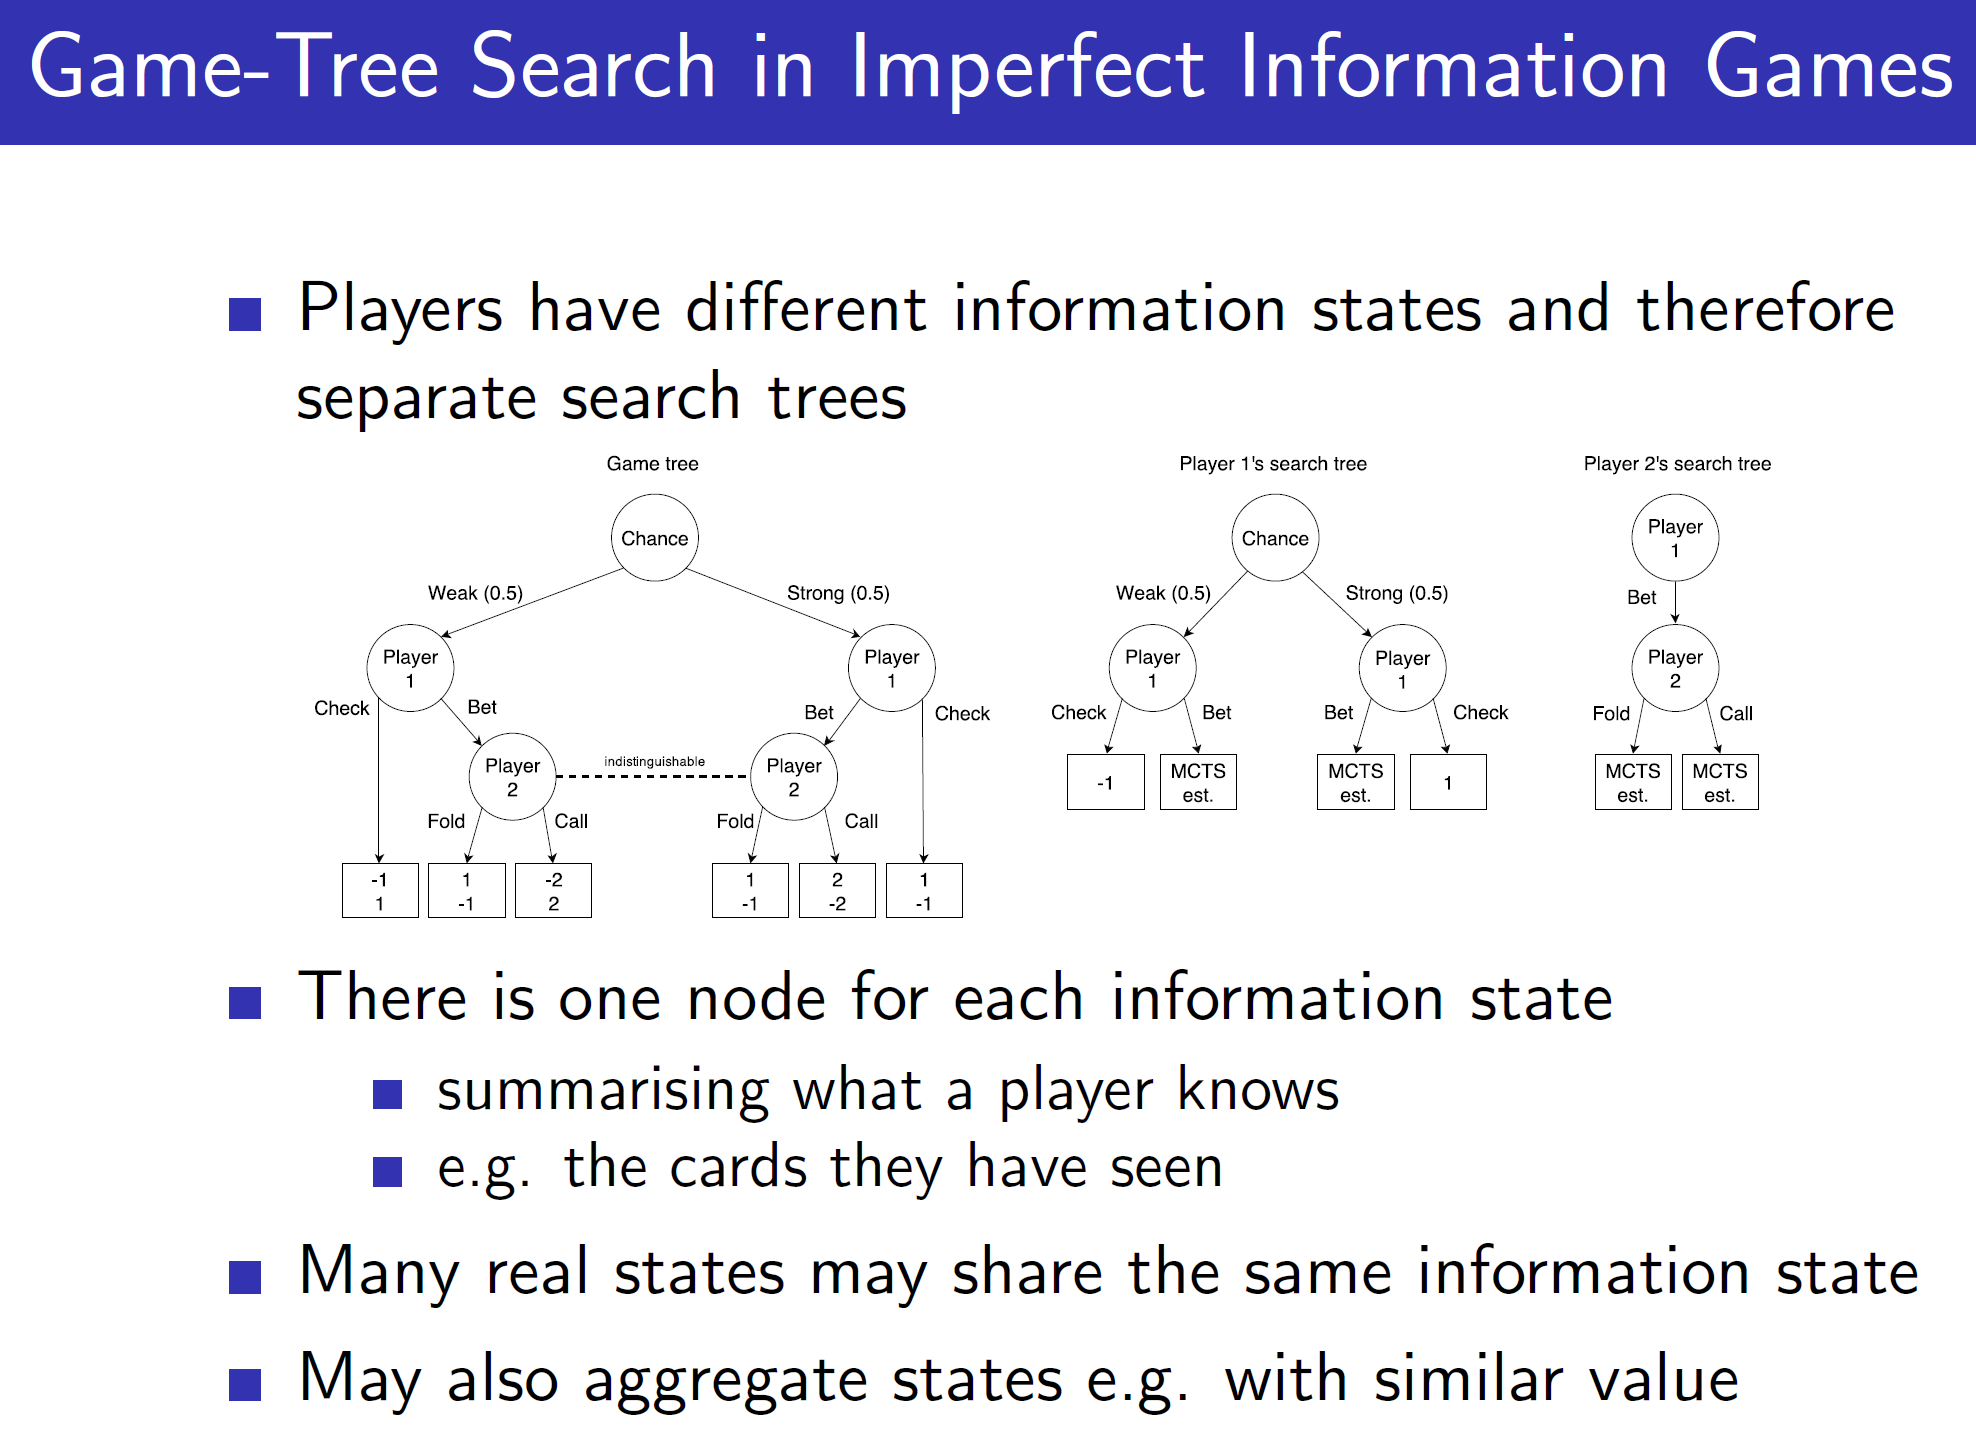 Game-Tree Search in Imperfect Information Games
Players have different information states and therefore
separate search trees
Game tree
Chance
Weak (0.5)
Strong (0.5)
Player
1
Player
1
Check
Bet
Bet
Check
Player
2
indistinguishable
Player
2
Fold
Call
Fold
Call
-1
1
1
-1
-2
2
1
-1
2
-2
1
-1
Player 1's search tree
Chance
Weak (0.5)
Strong (0.5)
Player
1
Player
1
Check
Bet
Bet
Check
-1
MCTS
est.
MCTS
est.
1
Player 2's search tree
Player
1
Bet
Player
2
Fold
Call
MCTS
est.
MCTS
est.
There is one node for each information state
summarising what a player knows
e.g. the cards they have seen
Many real states may share the same information state
May also aggregate states e.g. with similar value